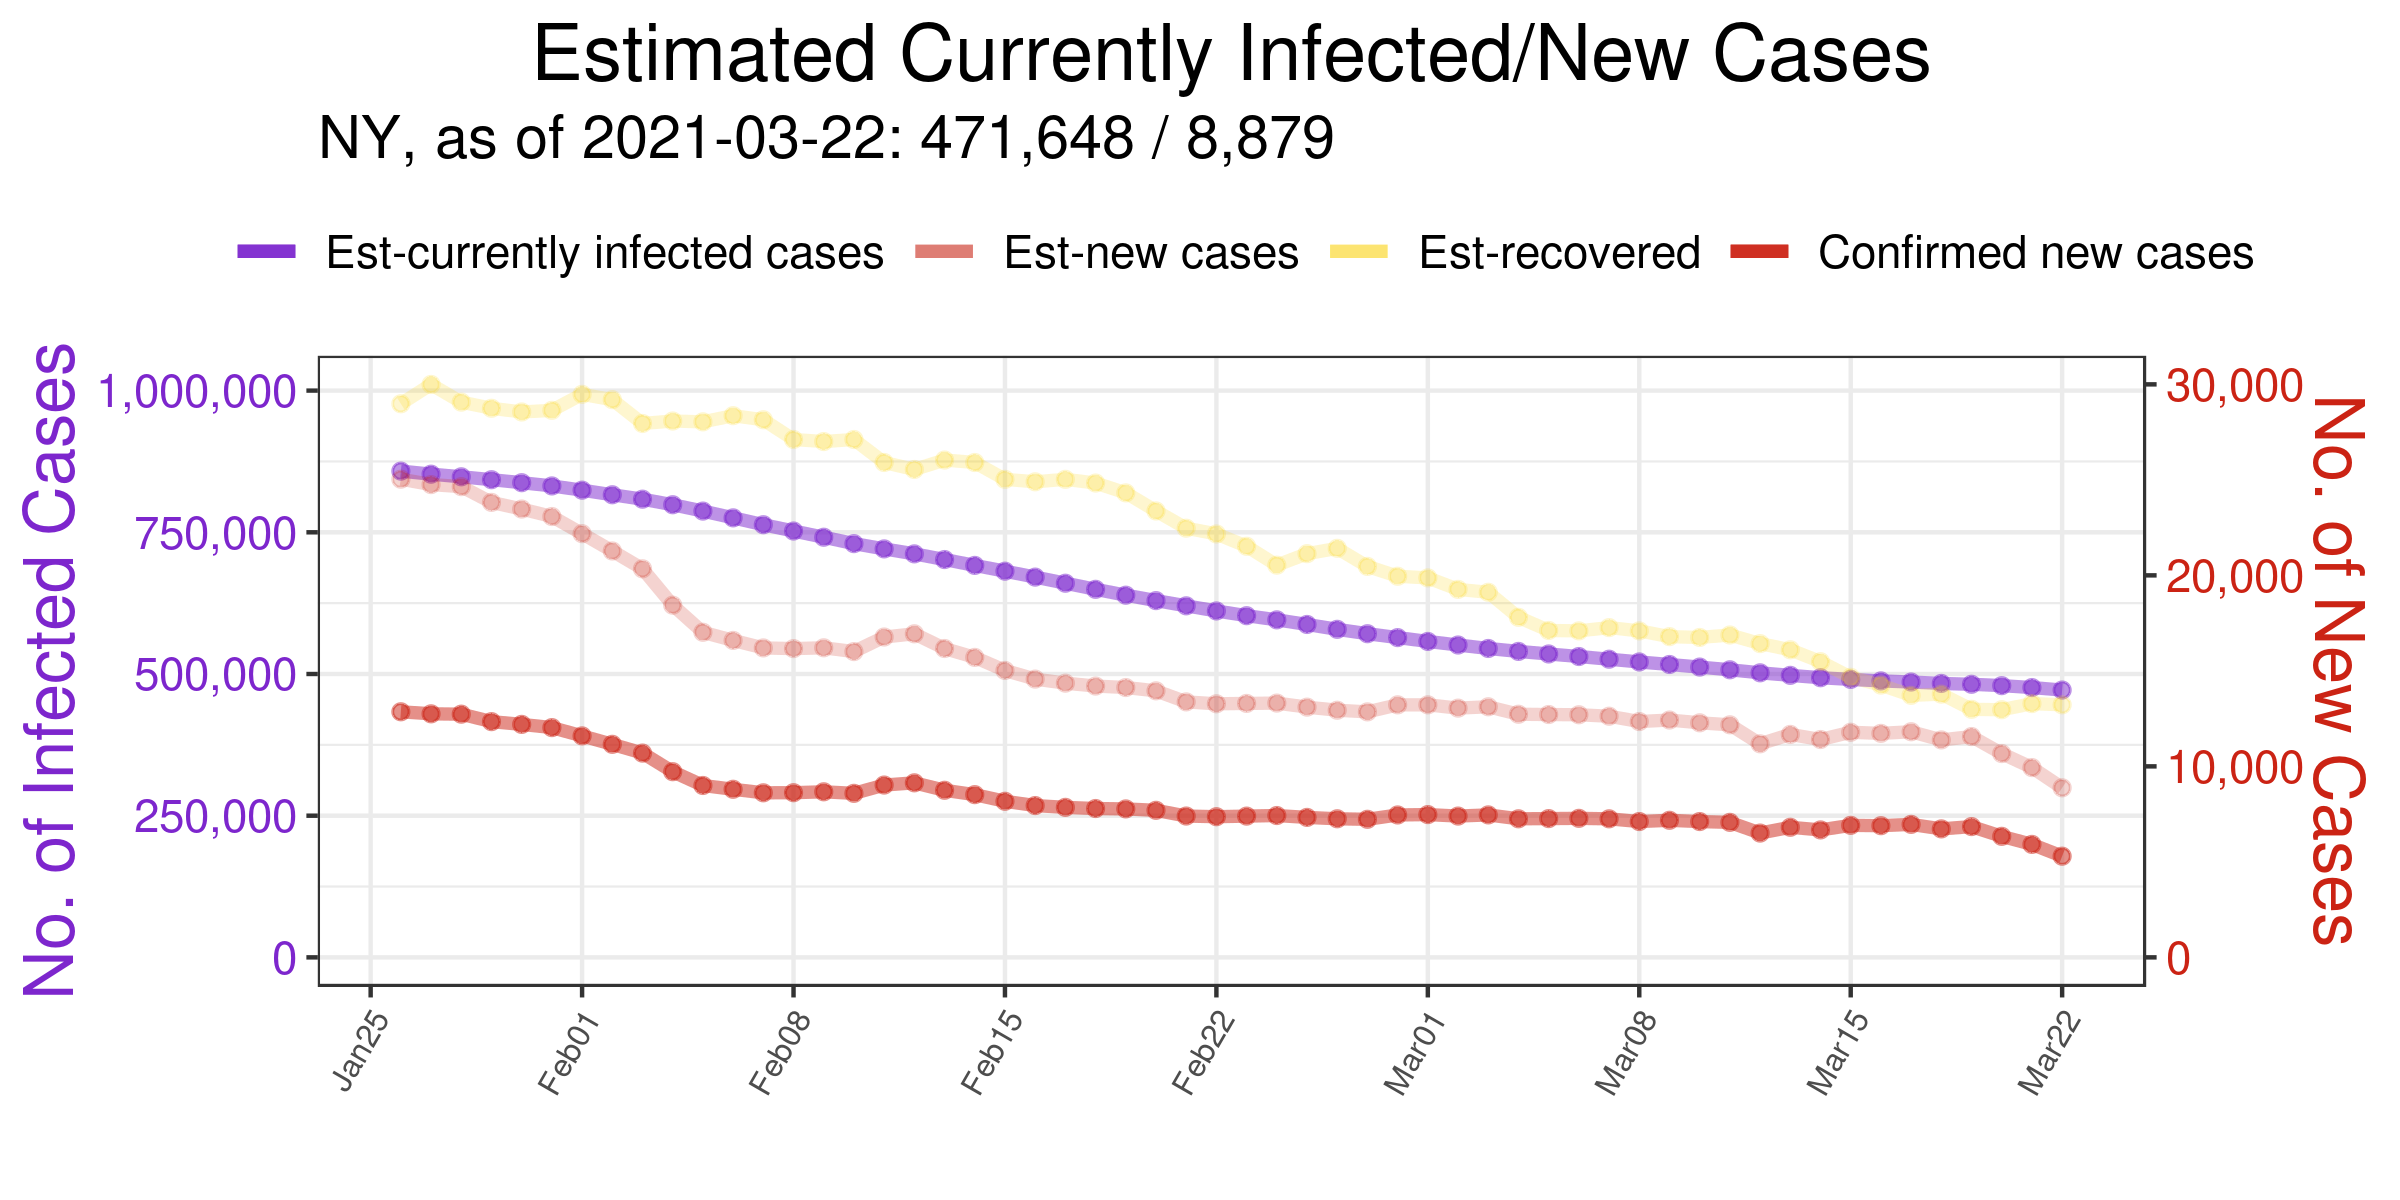 Estimated Currently Infected/New Cases
NY, as of 2021-03-22: 471,648 / 8,879
Est-currently infected cases Est-new cases Est-recovered Confirmed new cases
No. of Infected Cases
1,000,000
750,000
500,000
250,000
0
30,000
20,000
10,000
0
No. of New Cases
Jan25 Feb01 Feb08 Feb15 Feb22 Mar01 Mar08 Mar15 Mar22